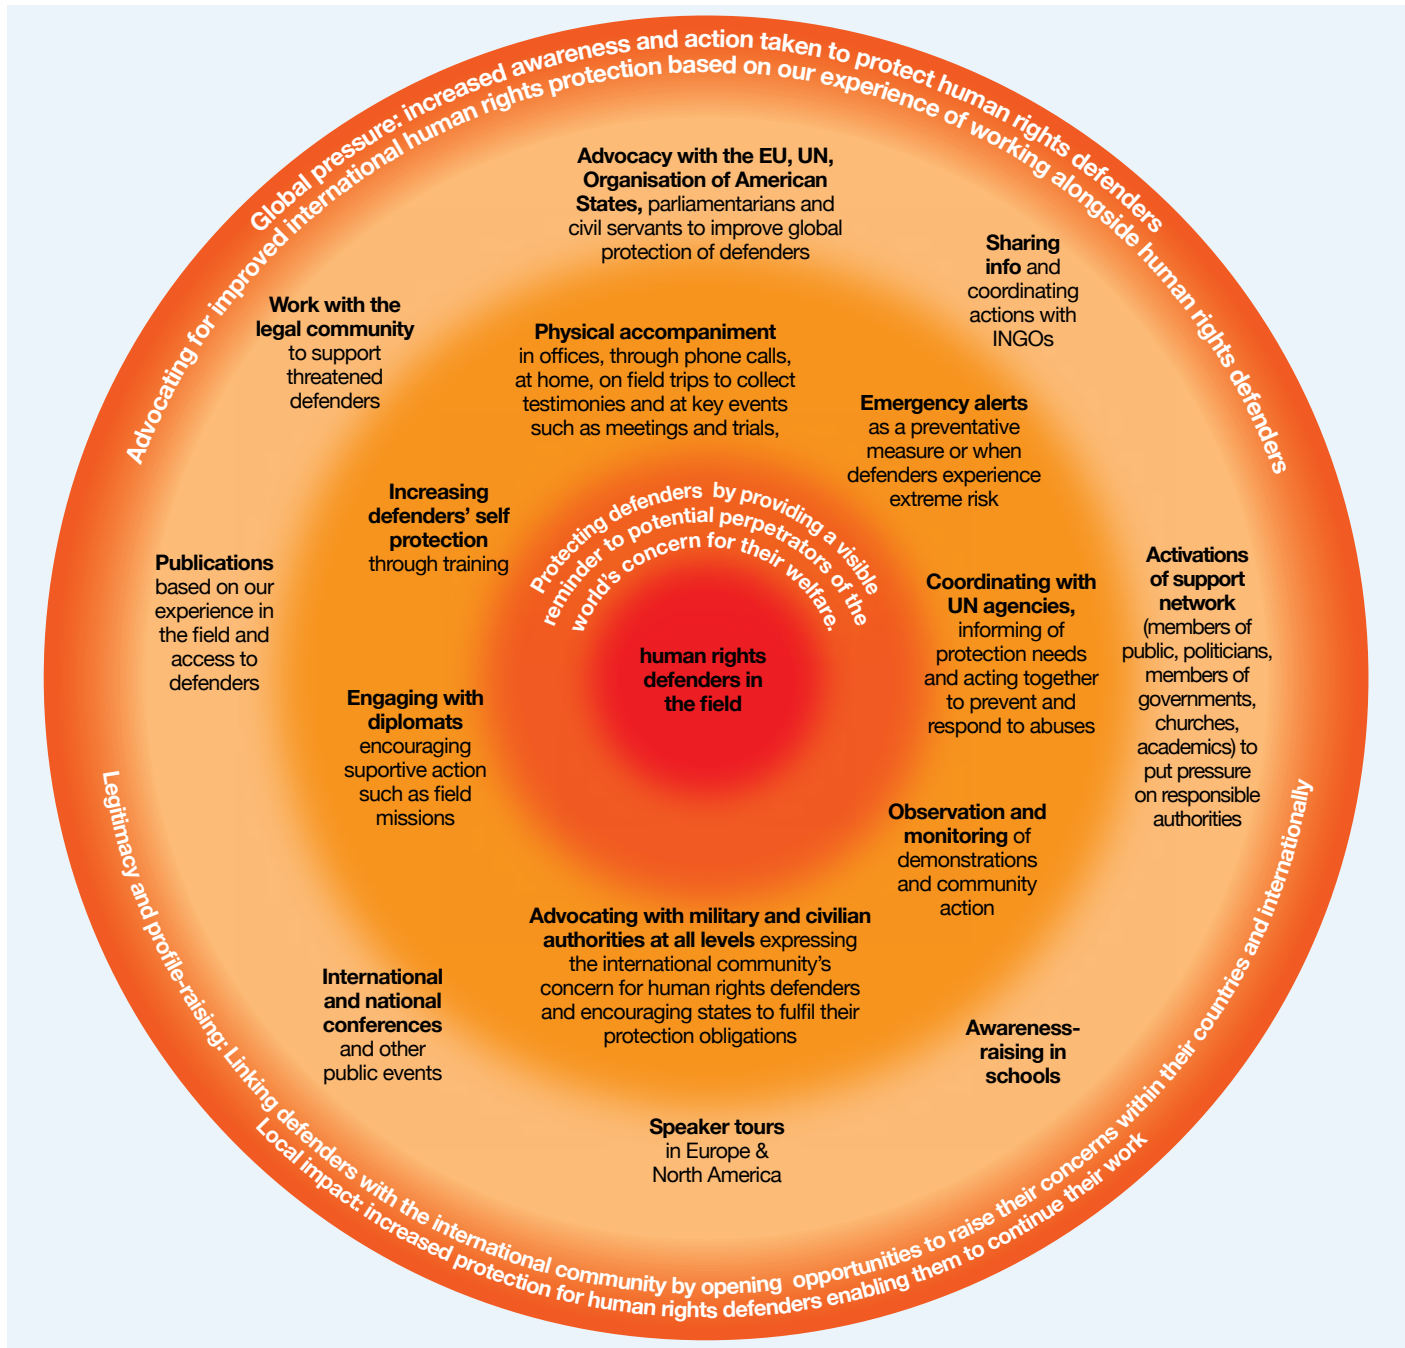 Global pressure: increased awareness and action taken to protect human rights defenders
Advocating for improved international human rights protection based on our experience of working alongside human rights defenders
Advocacy with the EU, UN,
Organisation of American
States, parliamentarians and
civil servants to improve global
protection of defenders
Sharing
info and
coordinating
actions with
INGOs
Work with the
legal community
to support
threatened
defenders
Physical accompaniment
in offices, through phone calls,
at home, on field trips to collect
testimonies and at key events
such as meetings and trials,
Emergency alerts
as a preventative
measure or when
defenders experience
extreme risk
Increasing
defenders' self
protection
through training
Protecting defenders by providing a visible
reminder to potential perpetrators of the
world's concern for their welfare.
Publications
based on our
experience in
the field and
access to
defenders
Coordinating with
UN agencies,
informing of
protection needs
and acting together
to prevent and
respond to abuses
Activations
of support
network
(members of
public, politicians,
members of
governments,
churches,
academics) to
put pressure
on responsible
authorities
human rights
defenders in
the field
Engaging with
diplomats
encouraging
suportive action
such as field
missions
Observation and
monitoring of
demonstrations
and community
action
Advocating with military and civilian
authorities at all levels expressing
the international community's
concern for human rights defenders
and encouraging states to fulfil their
protection obligations
International
and national
conferences
and other
public events
Awareness-
raising in
schools
Speaker tours
in Europe &
North America
Legitimacy and profile-raising: Linking defenders with the international community by opening opportunities to raise their concerns within their countries and internationally
Local impact: increased protection for human rights defenders enabling them to continue their work